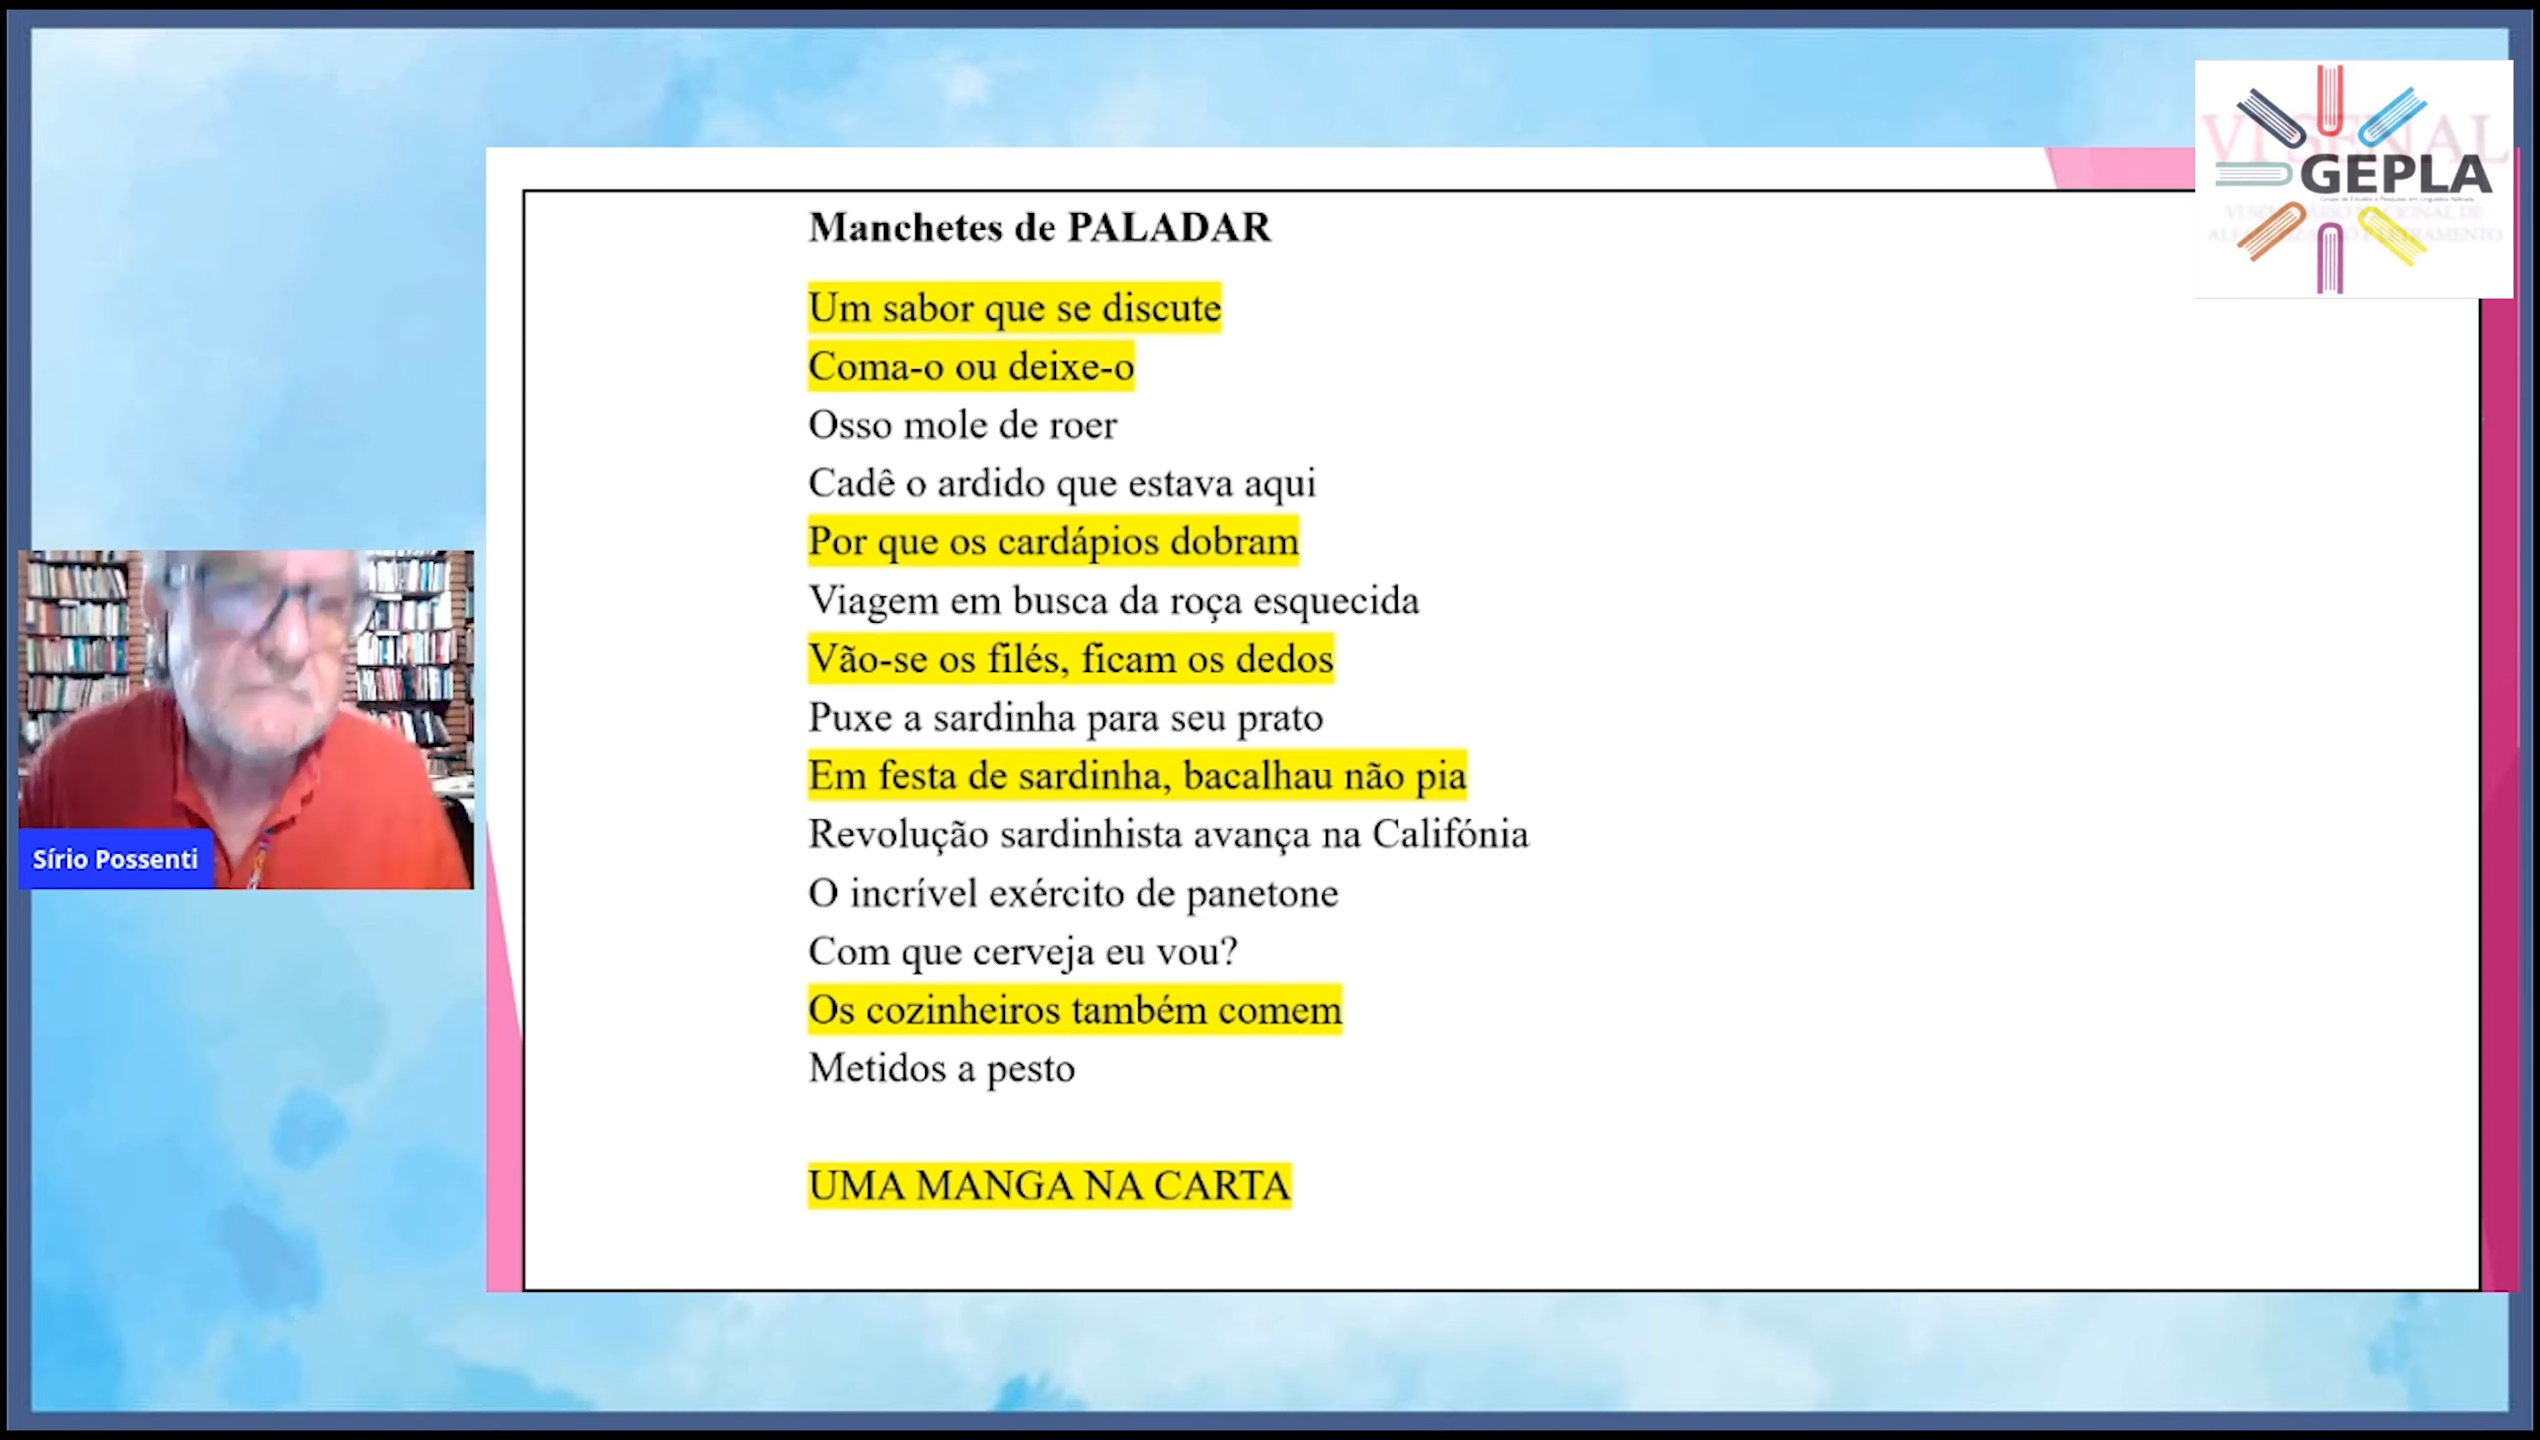 Manchetes de PALADAR
Um sabor que se discute
Coma-o ou deixe-o
Osso mole de roer
Cadê o ardido que estava aqui
Por que os cardápios dobram
Viagem em busca da roça esquecida
Vão-se os filés, ficam os dedos
Puxe a sardinha para seu prato
Em festa de sardinha, bacalhau não pia
Revolução sardinhista avança na Califónia
O incrível exército de panetone
Com que cerveja eu vou?
Os cozinheiros também comem
Metidos a pesto
UMA MANGA NA CARTA
Sírio Possenti
VI SENAL
GEPLA